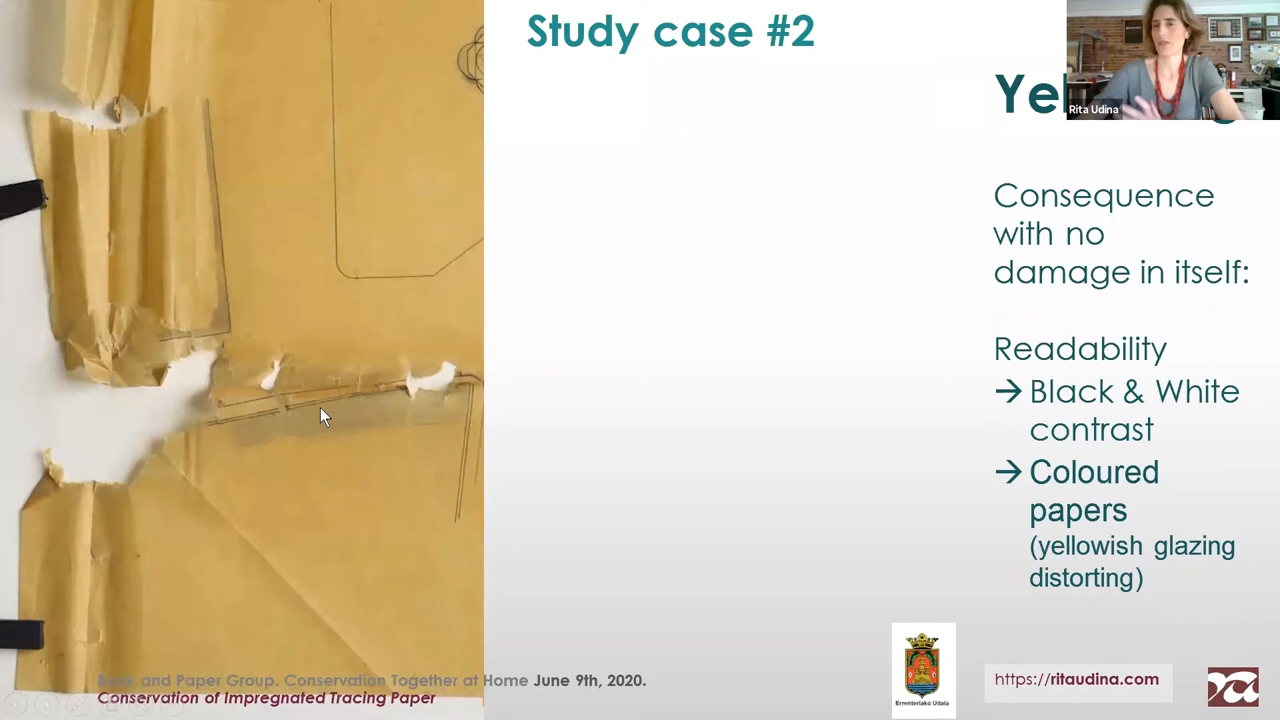 Study case #2
Rita Udina
Consequence
with no
damage in itself:
Readability
→ Black & White
contrast
→ Coloured
papers
(yellowish glazing
distorting)
Book and Paper Group. Conservation Together at Home June 9th, 2020.
Conservation of Impregnated Tracing Paper
Errenteriako Udala
https://ritaudina.com